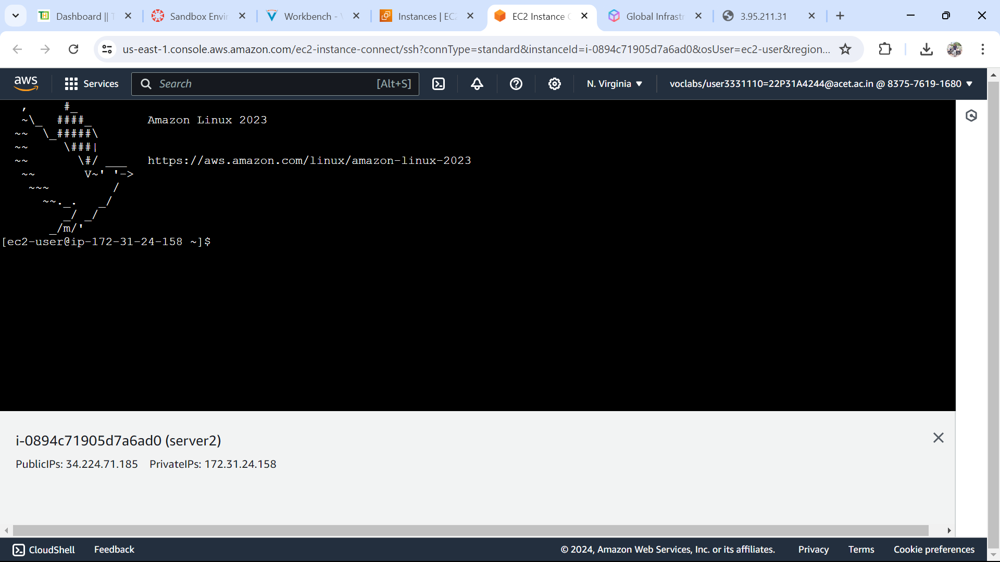 Dashboard || T
Sandbox Envir
Workbench - V
Instances | EC2
EC2 Instance C
Global Infrastr
3.95.211.31
us-east-1.console.aws.amazon.com/ec2-instance-connect/ssh?connType=standard&instanceId=i-0894c71905d7a6ad0&osUser=ec2-user&region...
aws
Services
Search
[Alt+S]
N. Virginia
voclabs/user3331110=22P31A4244@acet.ac.in @ 8375-7619-1680
   ,     #_
   ~\_  ####_        Amazon Linux 2023
  ~~  \_#####\
  ~~     \###|
  ~~       \#/ ___   https://aws.amazon.com/linux/amazon-linux-2023
   ~~       V~' '->
    ~~~         /
      ~~._.   _/
         _/ _/
       _/m/'
[ec2-user@ip-172-31-24-158 ~]$
i-0894c71905d7a6ad0 (server2)
PublicIPs: 34.224.71.185 PrivateIPs: 172.31.24.158
CloudShell
Feedback
© 2024, Amazon Web Services, Inc. or its affiliates.
Privacy
Terms
Cookie preferences